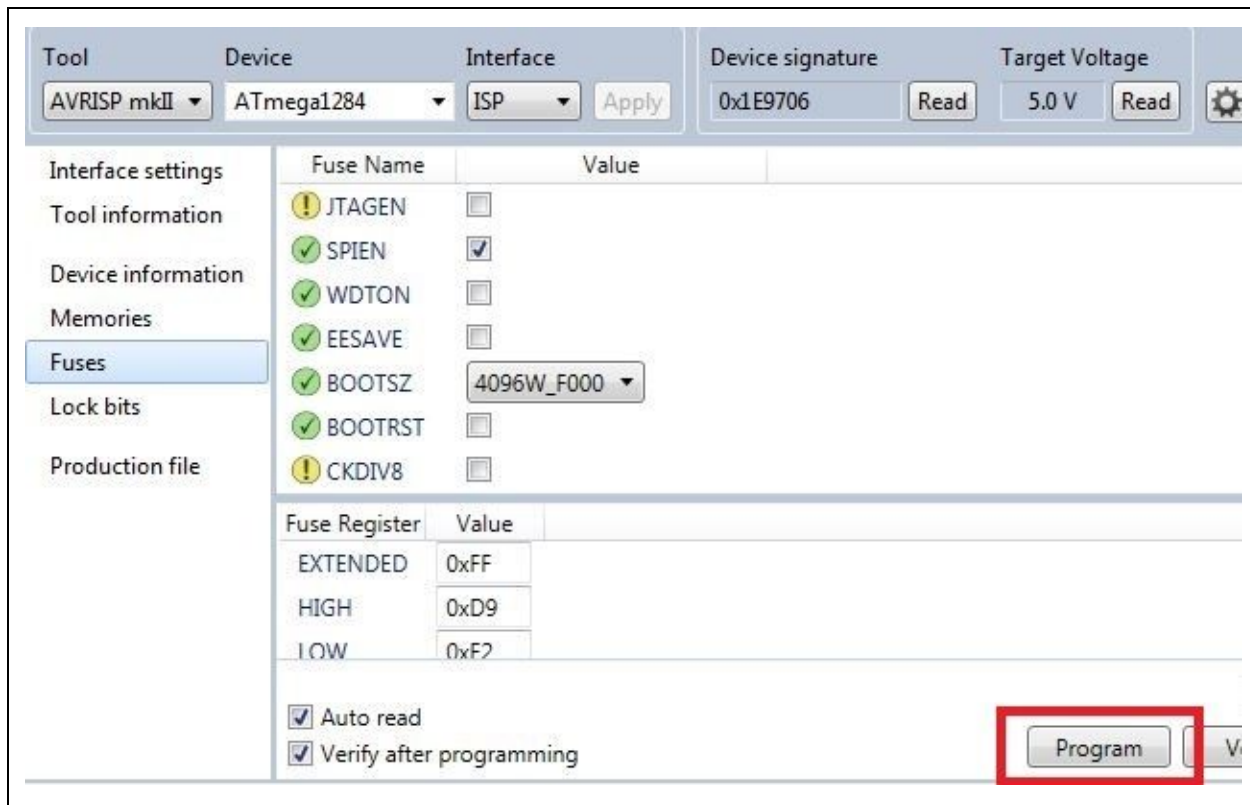 Tool Device Interface Device signature Target Voltage
AVRISP mkII ATmega1284 ISP Apply 0x1E9706 Read 5.0 V Read
Interface settings
Tool information
Device information
Memories
Fuses
Lock bits
Production file
Fuse Name Value
JTAGEN
SPIEN
WDTON
EESAVE
BOOTSZ 4096W_F000
BOOTRST
CKDIV8
Fuse Register Value
EXTENDED 0xFF
HIGH 0xD9
LOW
Auto read
Verify after programming
Program